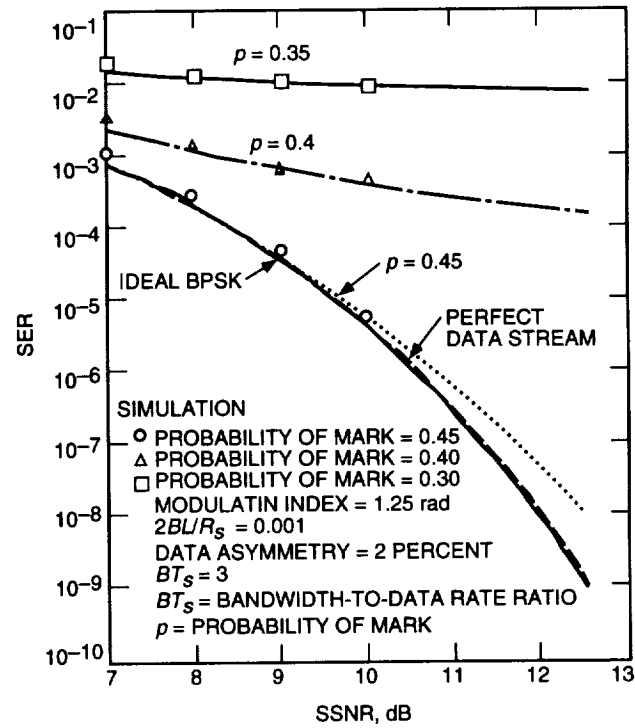 10⁻¹
10⁻²
10⁻³
10⁻⁴
10⁻⁵
10⁻⁶
10⁻⁷
10⁻⁸
10⁻⁹
10⁻¹⁰
SER
p = 0.35
p = 0.4
p = 0.45
IDEAL BPSK
PERFECT
DATA STREAM
SIMULATION
○ PROBABILITY OF MARK = 0.45
△ PROBABILITY OF MARK = 0.40
□ PROBABILITY OF MARK = 0.30
MODULATIN INDEX = 1.25 rad
2BL/R_S = 0.001
DATA ASYMMETRY = 2 PERCENT
BT_S = 3
BT_S = BANDWIDTH-TO-DATA RATE RATIO
p = PROBABILITY OF MARK
7 8 9 10 11 12 13
SSNR, dB